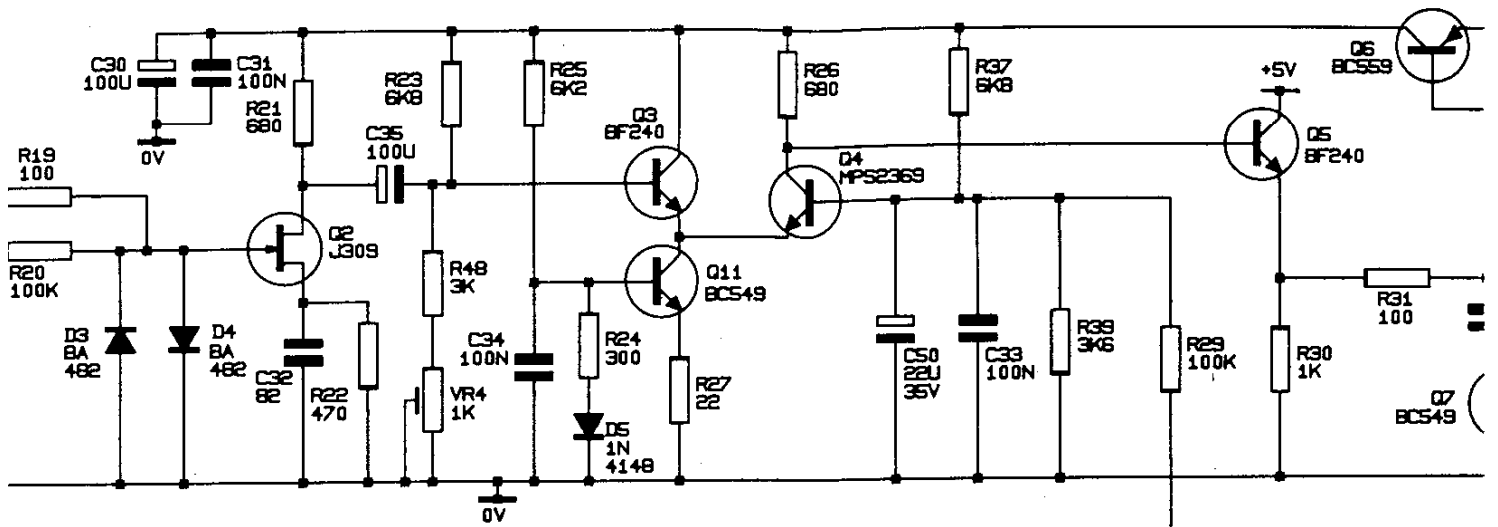 C30
100U
C31
100N
R21
680
0V
R19
100
R20
100K
Q2
J309
D3
BA
482
D4
BA
482
C32
82
R22
470
R23
6K8
C35
100U
R48
3K
VR4
1K
R25
6K2
C34
100N
R24
300
D5
1N
4148
0V
Q3
BF240
Q11
BC549
R27
22
R26
680
Q4
MPS2369
R37
6K8
C50
22U
35V
C33
100N
R39
3K6
R29
100K
+5V
Q5
BF240
R30
1K
R31
100
Q6
BC559
Q7
BC549